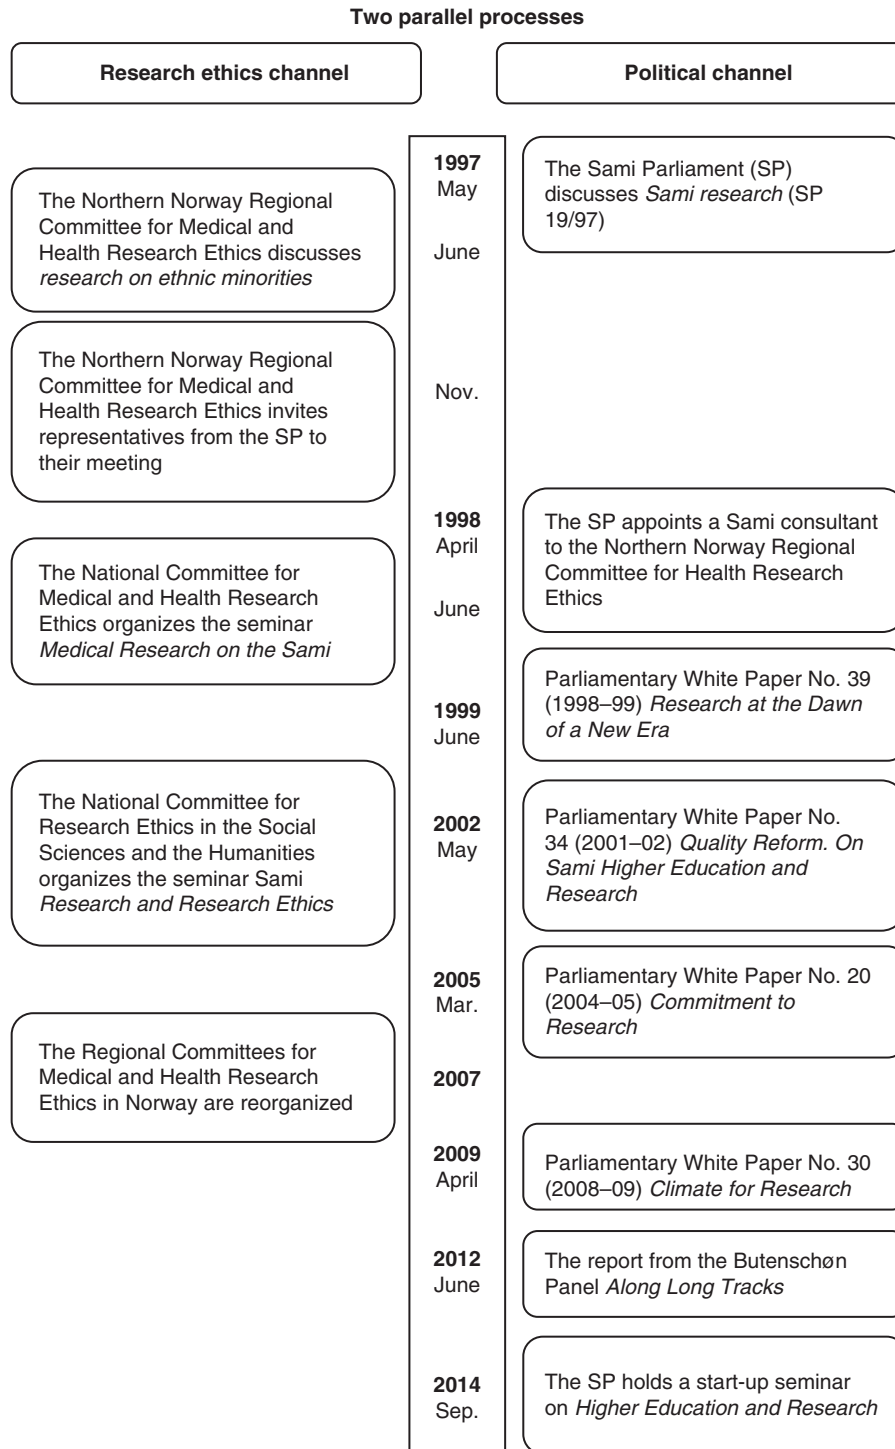 Two parallel processes
Research ethics channel
Political channel
1997
May
The Sami Parliament (SP)
discusses Sami research (SP
19/97)
The Northern Norway Regional
Committee for Medical and
Health Research Ethics discusses
research on ethnic minorities
June
The Northern Norway Regional
Committee for Medical and
Health Research Ethics invites
representatives from the SP to
their meeting
Nov.
1998
April
The SP appoints a Sami consultant
to the Northern Norway Regional
Committee for Health Research
Ethics
The National Committee for
Medical and Health Research
Ethics organizes the seminar
Medical Research on the Sami
June
1999
June
Parliamentary White Paper No. 39
(1998–99) Research at the Dawn
of a New Era
The National Committee for
Research Ethics in the Social
Sciences and the Humanities
organizes the seminar Sami
Research and Research Ethics
2002
May
Parliamentary White Paper No.
34 (2001–02) Quality Reform. On
Sami Higher Education and
Research
2005
Mar.
Parliamentary White Paper No. 20
(2004–05) Commitment to
Research
The Regional Committees for
Medical and Health Research
Ethics in Norway are reorganized
2007
2009
April
Parliamentary White Paper No. 30
(2008–09) Climate for Research
2012
June
The report from the Butenschøn
Panel Along Long Tracks
2014
Sep.
The SP holds a start-up seminar
on Higher Education and Research